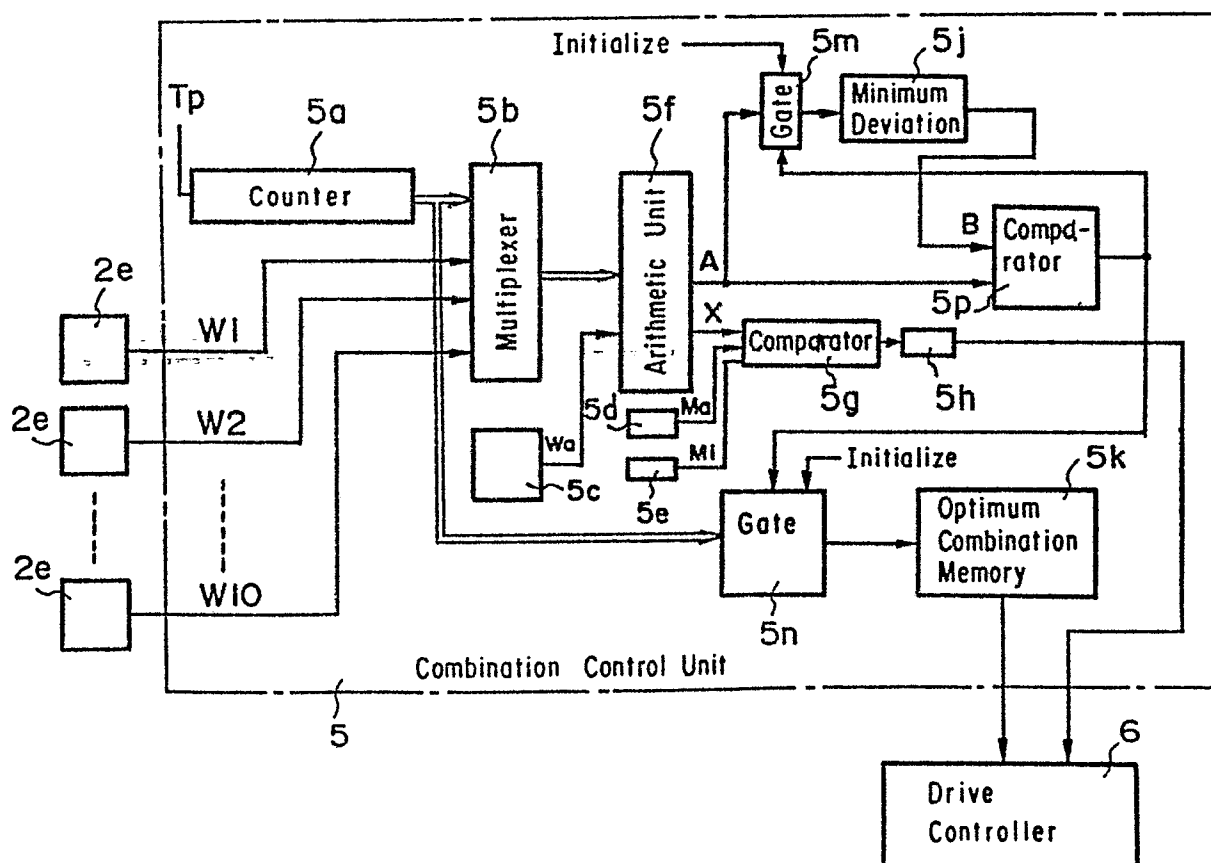 Initialize
5m
5j
Tp
5a
5b
5f
Gate
Minimum
Deviation
Counter
Multiplexer
Arithmetic Unit
A
B
Compa-
rator
5p
2e
W1
X
Comparator
5g
5h
2e
W2
5d
Ma
Wa
5c
Mi
5e
Initialize
5k
Gate
Optimum
Combination
Memory
2e
W10
5n
Combination Control Unit
5
6
Drive
Controller